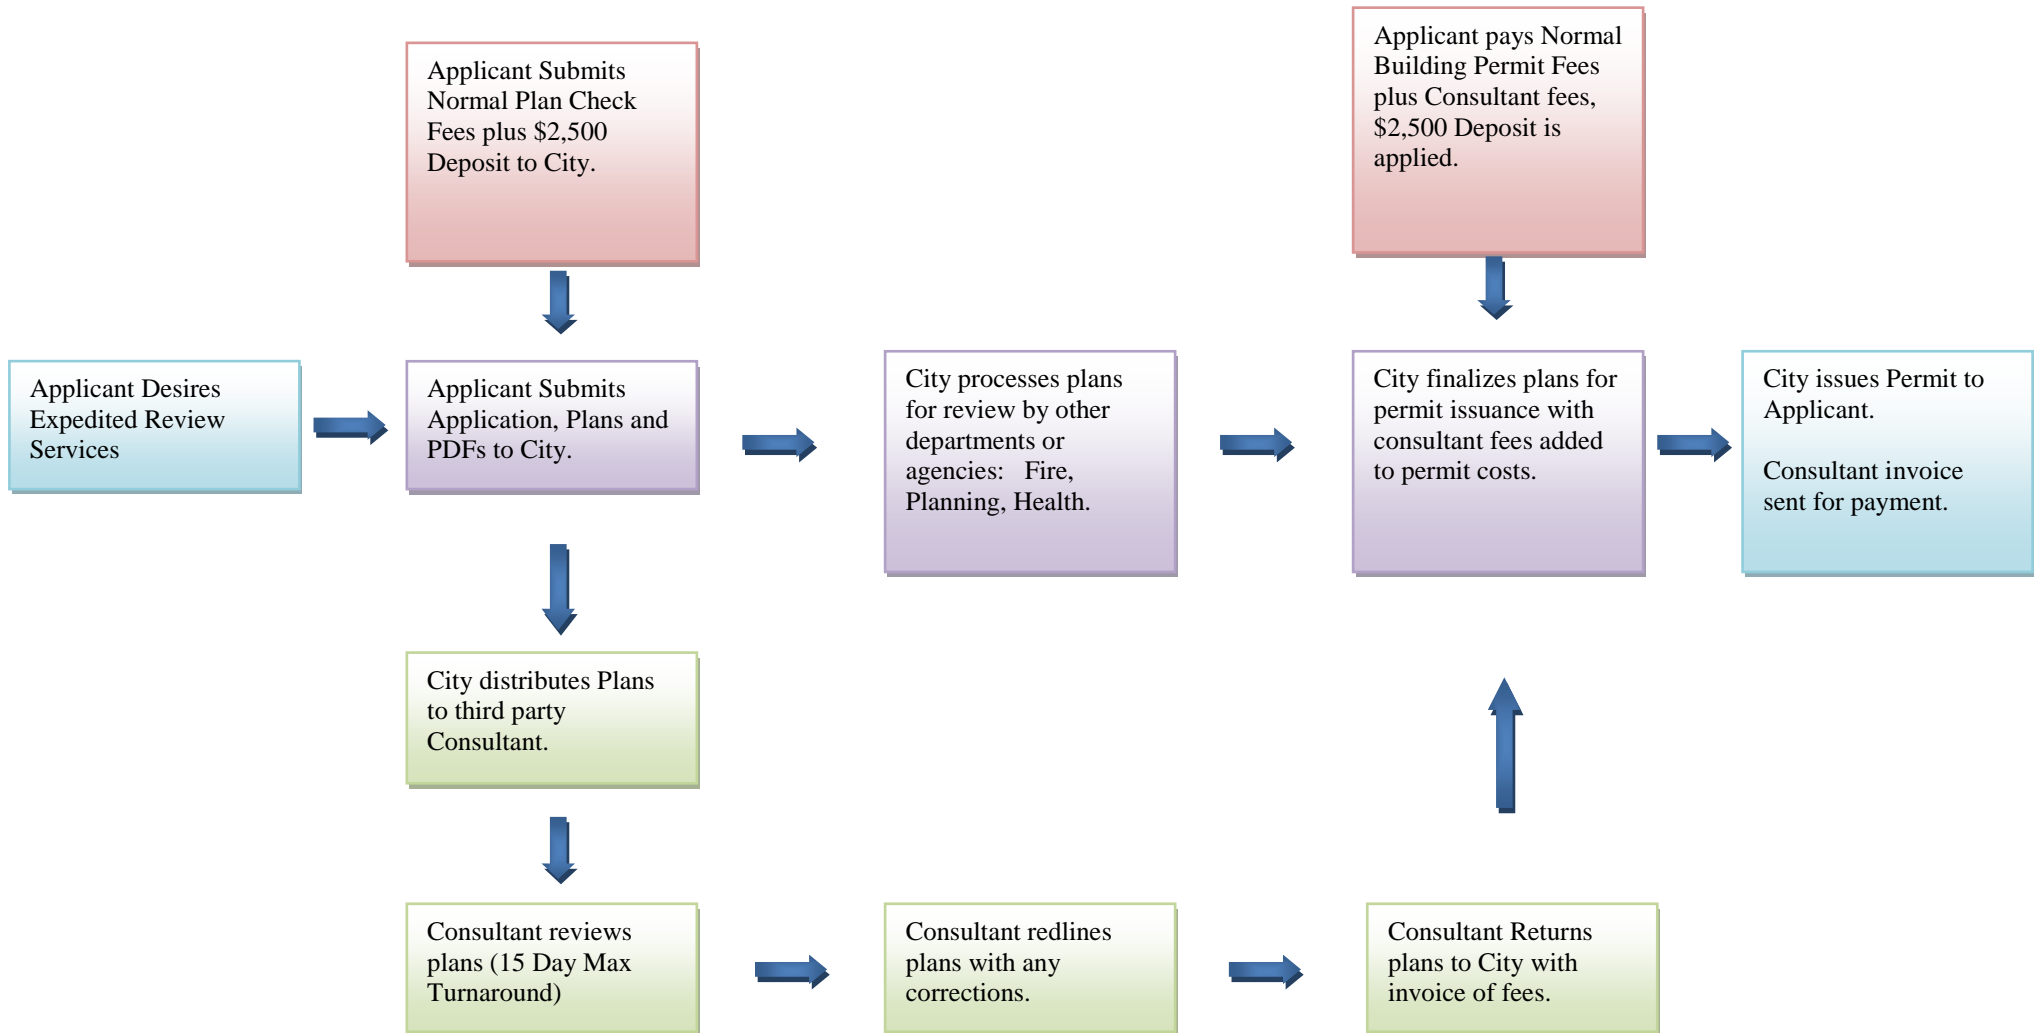 Applicant Submits
Normal Plan Check
Fees plus $2,500
Deposit to City.
Applicant pays Normal
Building Permit Fees
plus Consultant fees,
$2,500 Deposit is
applied.
Applicant Desires
Expedited Review
Services
Applicant Submits
Application, Plans and
PDFs to City.
City processes plans
for review by other
departments or
agencies:   Fire,
Planning, Health.
City finalizes plans for
permit issuance with
consultant fees added
to permit costs.
City issues Permit to
Applicant.
Consultant invoice
sent for payment.
City distributes Plans
to third party
Consultant.
Consultant reviews
plans (15 Day Max
Turnaround)
Consultant redlines
plans with any
corrections.
Consultant Returns
plans to City with
invoice of fees.